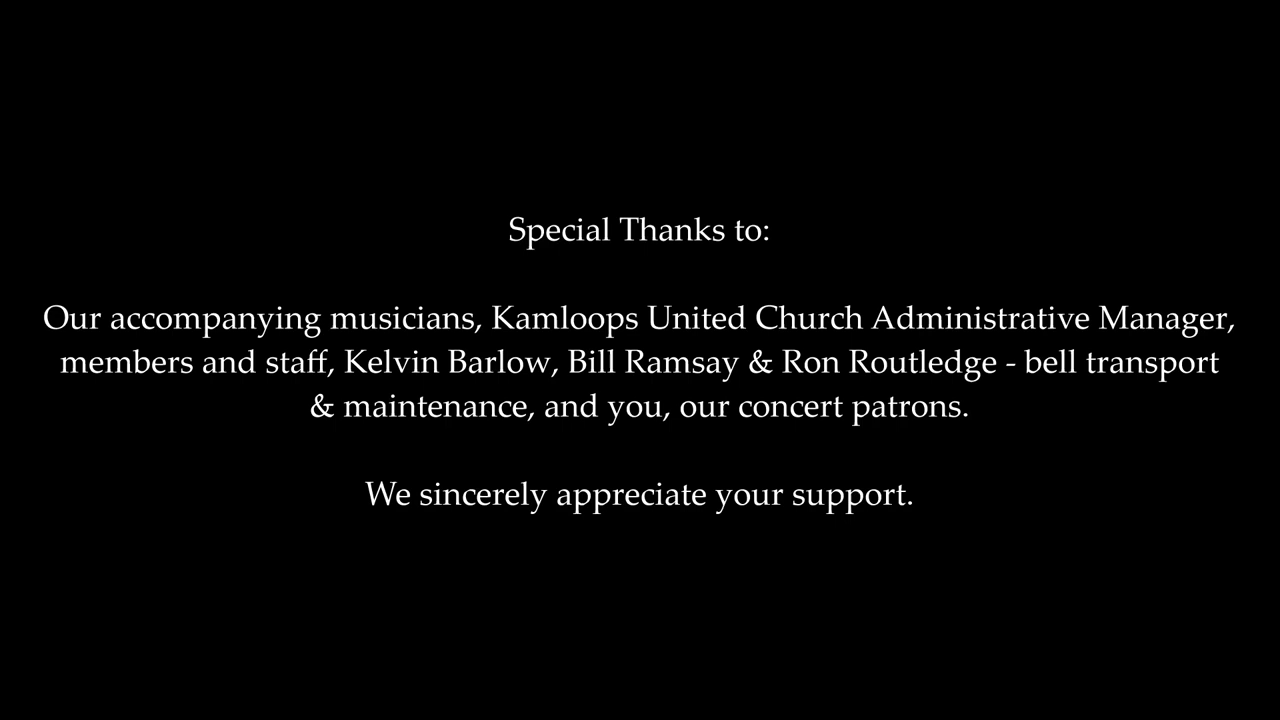 Special Thanks to:
Our accompanying musicians, Kamloops United Church Administrative Manager,
members and staff, Kelvin Barlow, Bill Ramsay & Ron Routledge - bell transport
& maintenance, and you, our concert patrons.
We sincerely appreciate your support.